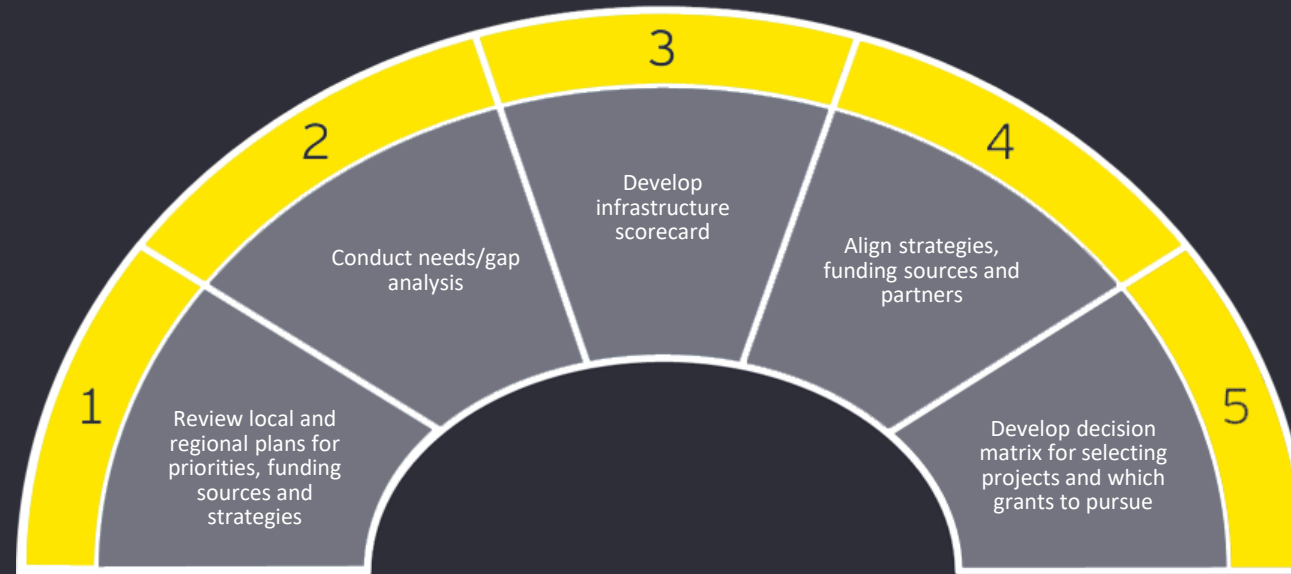 1
Review local and
regional plans for
priorities, funding
sources and
strategies
2
Conduct needs/gap
analysis
3
Develop
infrastructure
scorecard
4
Align strategies,
funding sources and
partners
5
Develop decision
matrix for selecting
projects and which
grants to pursue